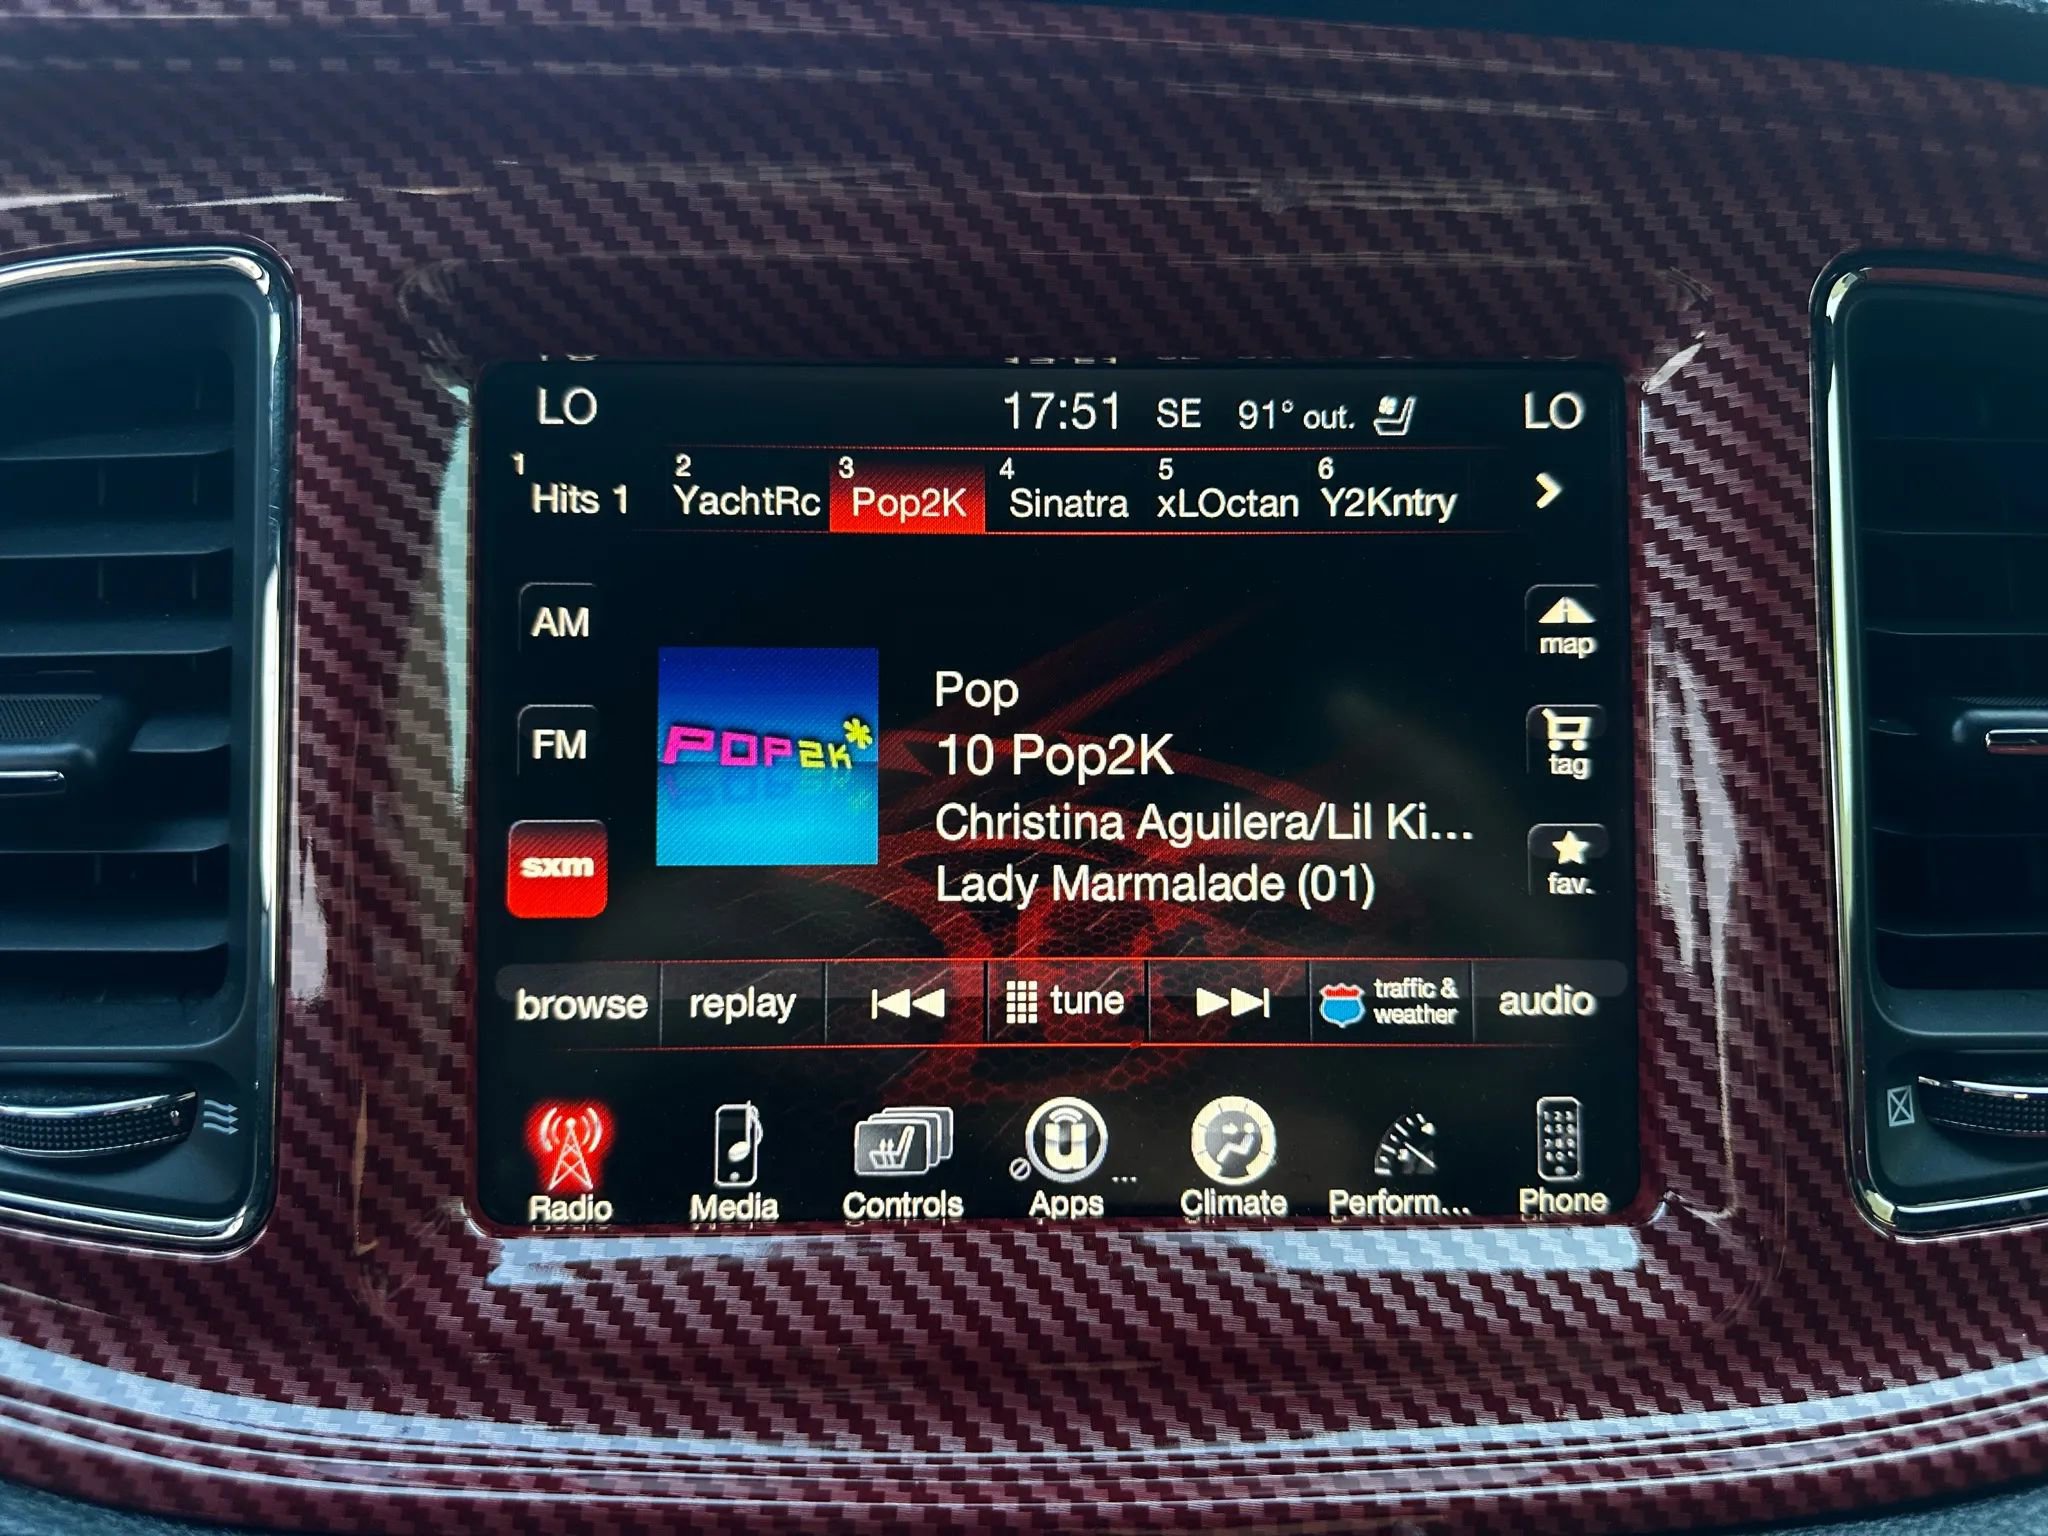 LO 17:51 SE 91° out. LO
1 Hits 1 2 YachtRc 3 Pop2K 4 Sinatra 5 xLOctan 6 Y2Kntry
AM
FM
sxm
POP2K*
Pop
10 Pop2K
Christina Aguilera/Lil Ki...
Lady Marmalade (01)
map
tag
fav.
browse replay tune traffic & weather audio
Radio Media Controls Apps ... Climate Perform... Phone